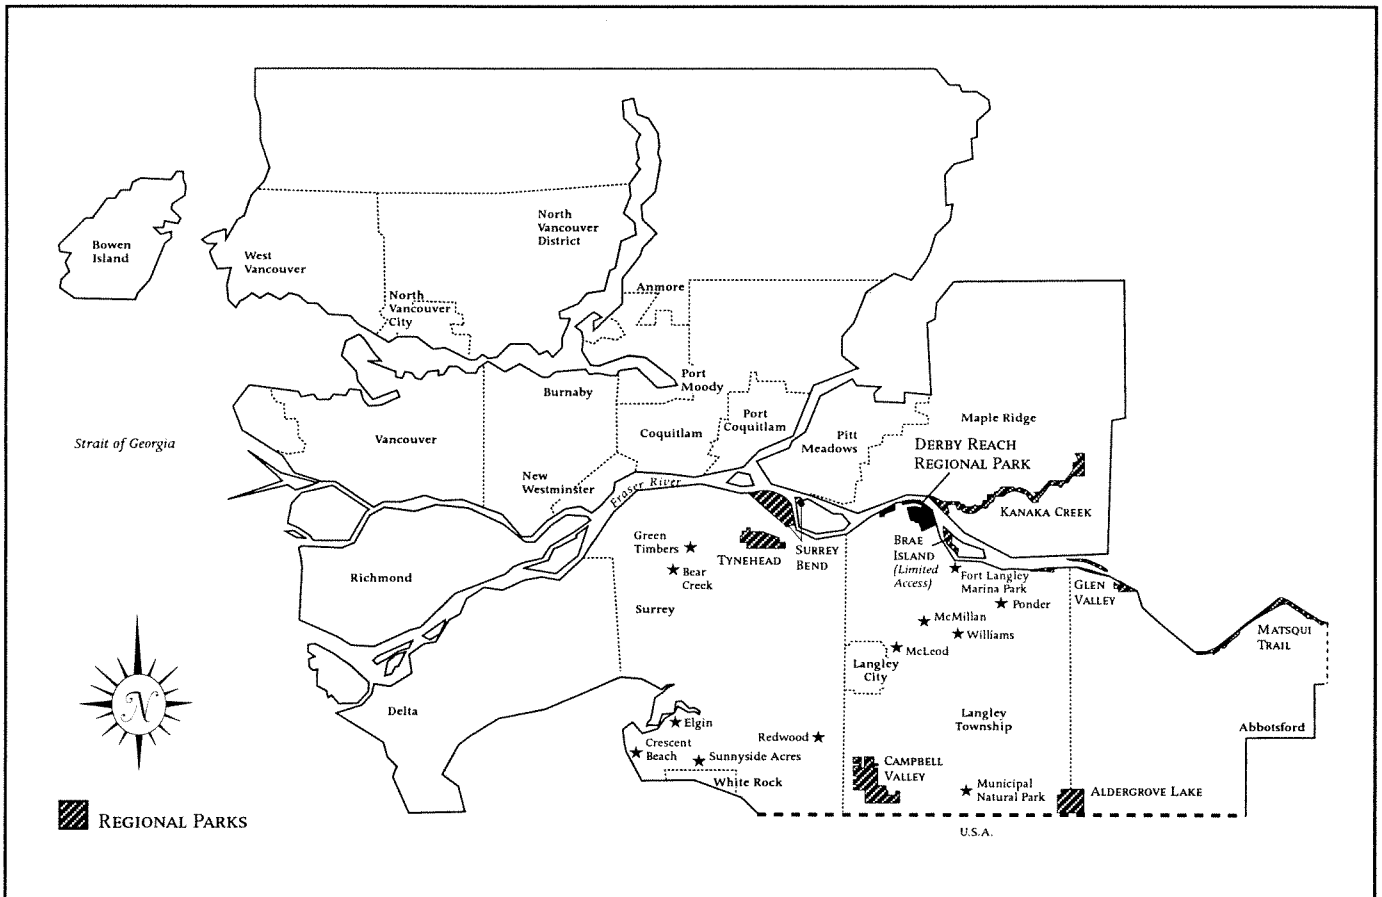 Bowen
Island
West
Vancouver
North
Vancouver
District
North
Vancouver
City
Anmore
Port
Moody
Burnaby
Strait of Georgia
Vancouver
Coquitlam
Port
Coquitlam
Pitt
Meadows
Maple Ridge
DERBY REACH
REGIONAL PARK
New
Westminster
Fraser River
KANAKA CREEK
Green
Timbers
TYNEHEAD
SURREY
BEND
BRAE
ISLAND
(Limited
Access)
Richmond
Bear
Creek
Surrey
Fort Langley
Marina Park
Ponder
GLEN
VALLEY
McMillan
Williams
McLeod
MATSQUI
TRAIL
Langley
City
N
Delta
Elgin
Crescent
Beach
Sunnyside Acres
Redwood
White Rock
Langley
Township
Abbotsford
CAMPBELL
VALLEY
Municipal
Natural Park
ALDERGROVE LAKE
REGIONAL PARKS
U.S.A.